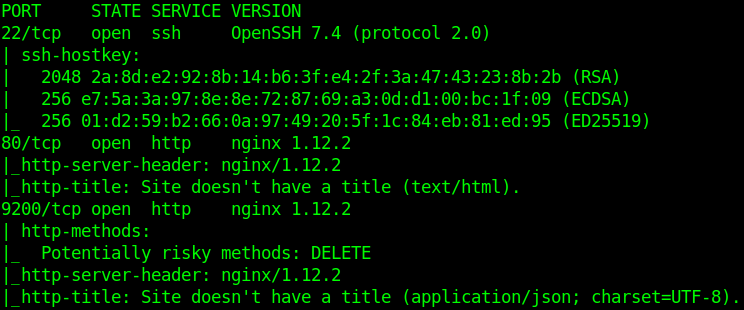 PORT     STATE SERVICE VERSION
22/tcp   open  ssh     OpenSSH 7.4 (protocol 2.0)
| ssh-hostkey:
|   2048 2a:8d:e2:92:8b:14:b6:3f:e4:2f:3a:47:43:23:8b:2b (RSA)
|   256 e7:5a:3a:97:8e:8e:72:87:69:a3:0d:d1:00:bc:1f:09 (ECDSA)
|_  256 01:d2:59:b2:66:0a:97:49:20:5f:1c:84:eb:81:ed:95 (ED25519)
80/tcp   open  http    nginx 1.12.2
|_http-server-header: nginx/1.12.2
|_http-title: Site doesn't have a title (text/html).
9200/tcp open  http    nginx 1.12.2
| http-methods:
|_  Potentially risky methods: DELETE
|_http-server-header: nginx/1.12.2
|_http-title: Site doesn't have a title (application/json; charset=UTF-8).